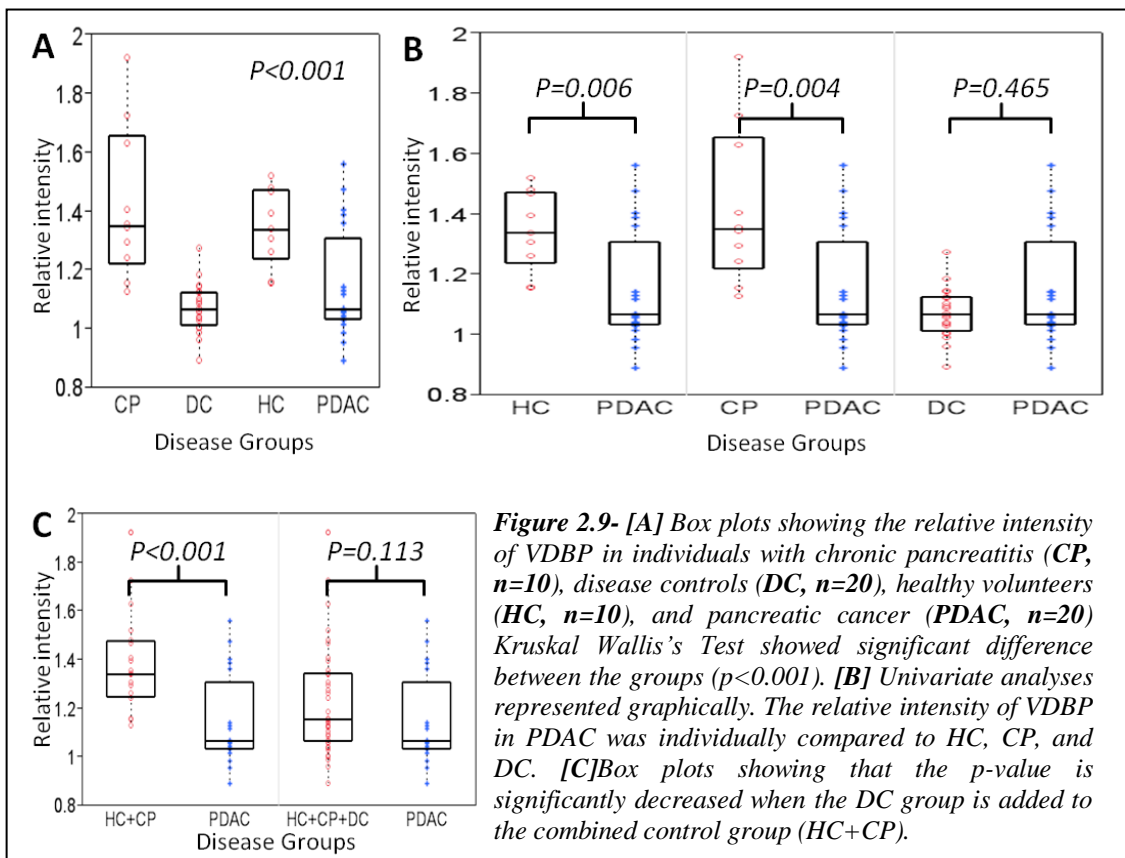 A
P<0.001
2
1.8
1.6
1.4
1.2
1
0.8
Relative intensity
CP DC HC PDAC
Disease Groups
B
P=0.006 P=0.004 P=0.465
2
1.8
1.6
1.4
1.2
1
0.8
Relative intensity
HC PDAC CP PDAC DC PDAC
Disease Groups
C
P<0.001 P=0.113
2
1.8
1.6
1.4
1.2
1
0.8
Relative intensity
HC+CP PDAC HC+CP+DC PDAC
Disease Groups
Figure 2.9- [A] Box plots showing the relative intensity
of VDBP in individuals with chronic pancreatitis (CP,
n=10), disease controls (DC, n=20), healthy volunteers
(HC, n=10), and pancreatic cancer (PDAC, n=20)
Kruskal Wallis's Test showed significant difference
between the groups (p<0.001). [B] Univariate analyses
represented graphically. The relative intensity of VDBP
in PDAC was individually compared to HC, CP, and
DC. [C]Box plots showing that the p-value is
significantly decreased when the DC group is added to
the combined control group (HC+CP).